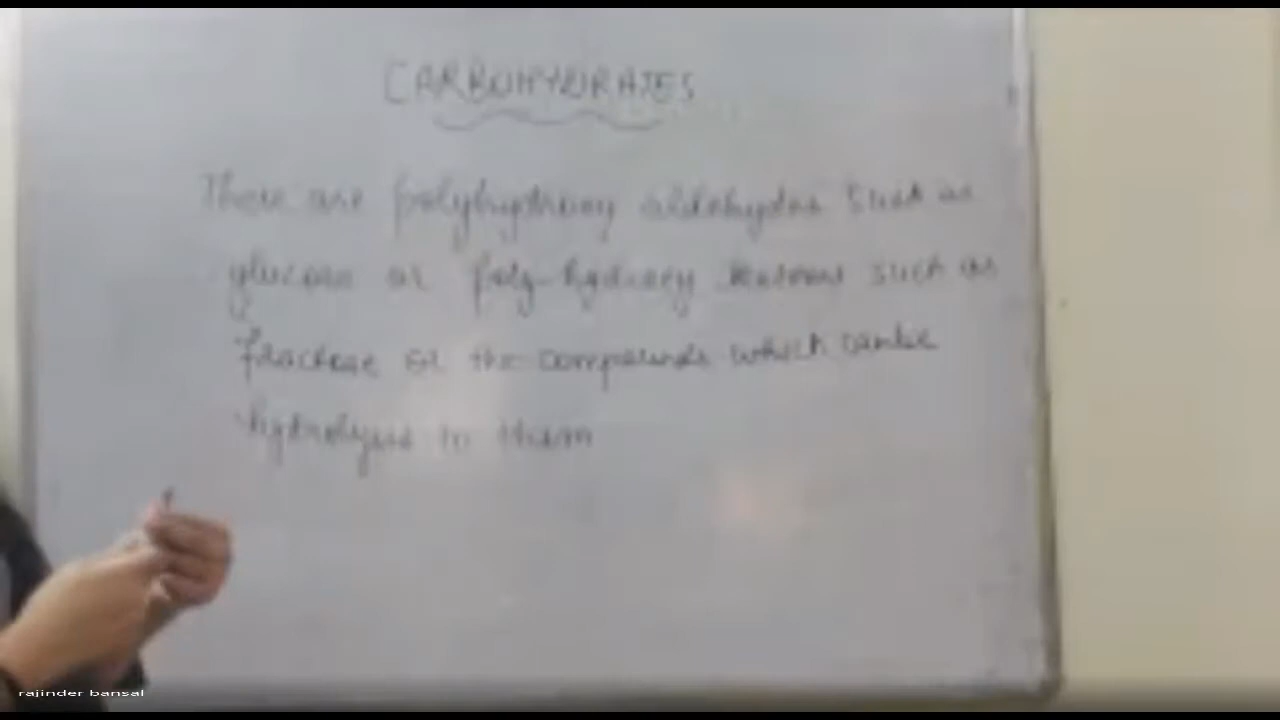 CARBOHYDRATES
These are polyhydroxy aldehydes such as
glucose or poly-hydroxy ketones such as
fructose or the compounds which can be
hydrolysis to them
rajinder bansal